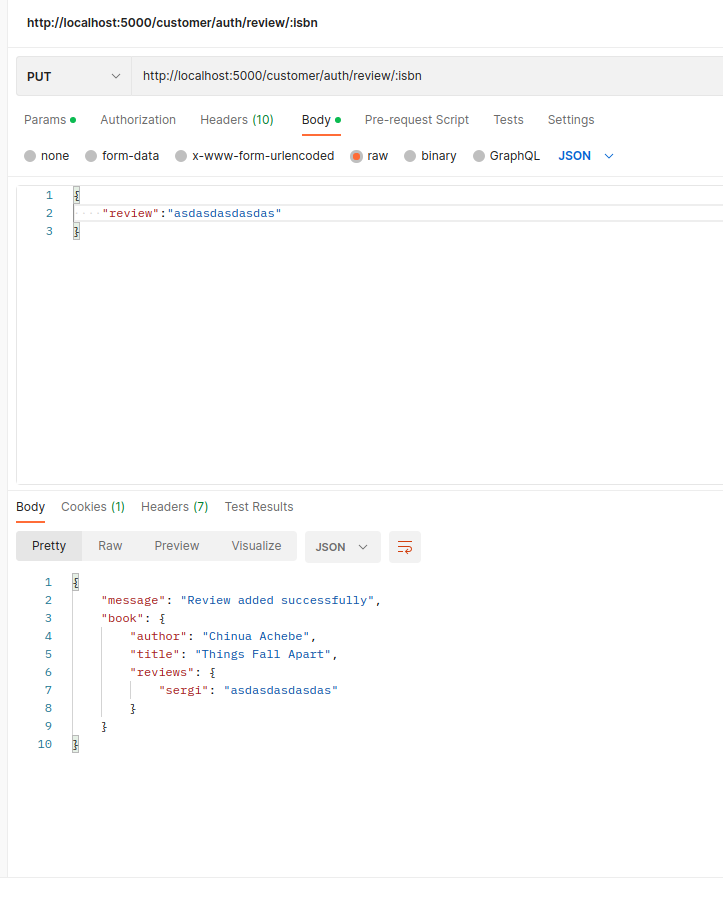 http://localhost:5000/customer/auth/review/:isbn
PUT http://localhost:5000/customer/auth/review/:isbn
Params Authorization Headers (10) Body Pre-request Script Tests Settings
none form-data x-www-form-urlencoded raw binary GraphQL JSON
1 {
2 "review":"asdasdasdasdas"
3 }
Body Cookies (1) Headers (7) Test Results
Pretty Raw Preview Visualize JSON
1 {
2 "message": "Review added successfully",
3 "book": {
4 "author": "Chinua Achebe",
5 "title": "Things Fall Apart",
6 "reviews": {
7 "sergi": "asdasdasdasdas"
8 }
9 }
10 }